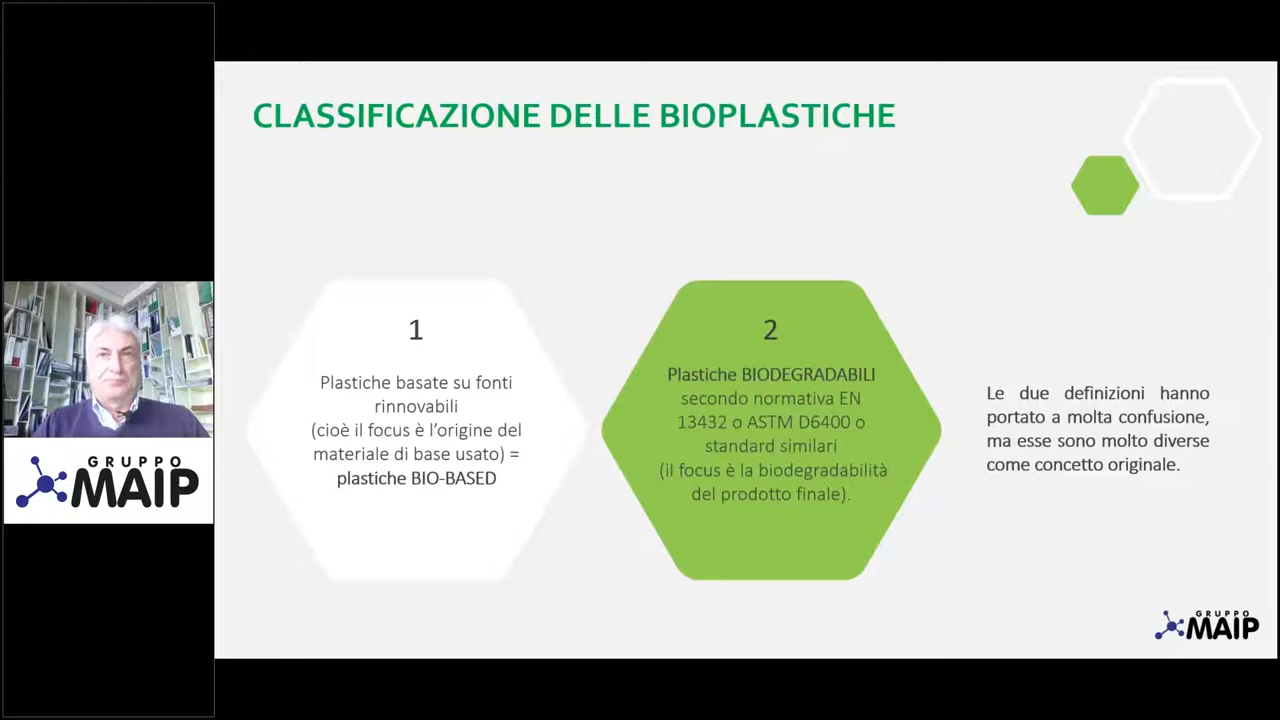 CLASSIFICAZIONE DELLE BIOPLASTICHE
1
Plastiche basate su fonti
rinnovabili
(cioè il focus è l'origine del
materiale di base usato) =
plastiche BIO-BASED
2
Plastiche BIODEGRADABILI
secondo normativa EN
13432 o ASTM D6400 o
standard similari
(il focus è la biodegradabilità
del prodotto finale).
Le due definizioni hanno
portato a molta confusione,
ma esse sono molto diverse
come concetto originale.
GRUPPO
MAIP
GRUPPO
MAIP